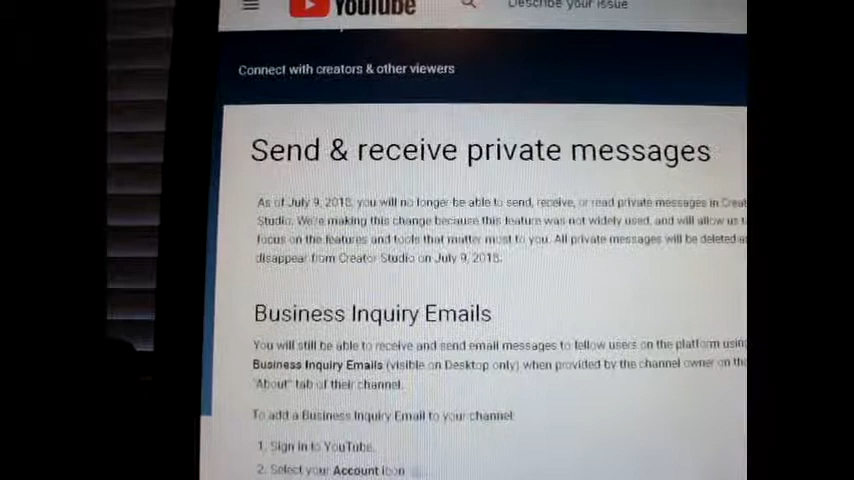 YouTube Describe your issue
Connect with creators & other viewers
Send & receive private messages
As of July 9, 2018, you will no longer be able to send, receive, or read private messages in
Studio. We're making this change because this feature was not widely used, and will allow us
focus on the features and tools that matter most to you. All private messages will be deleted
disappear from Creator Studio on July 9, 2018.
Business Inquiry Emails
You will still be able to receive and send email messages to fellow users on the platform
Business Inquiry Emails (visible on Desktop only) when provided by the channel owner on
"About" tab of their channel.
To add a Business Inquiry Email to your channel:
1. Sign in to YouTube.
2. Select your Account icon